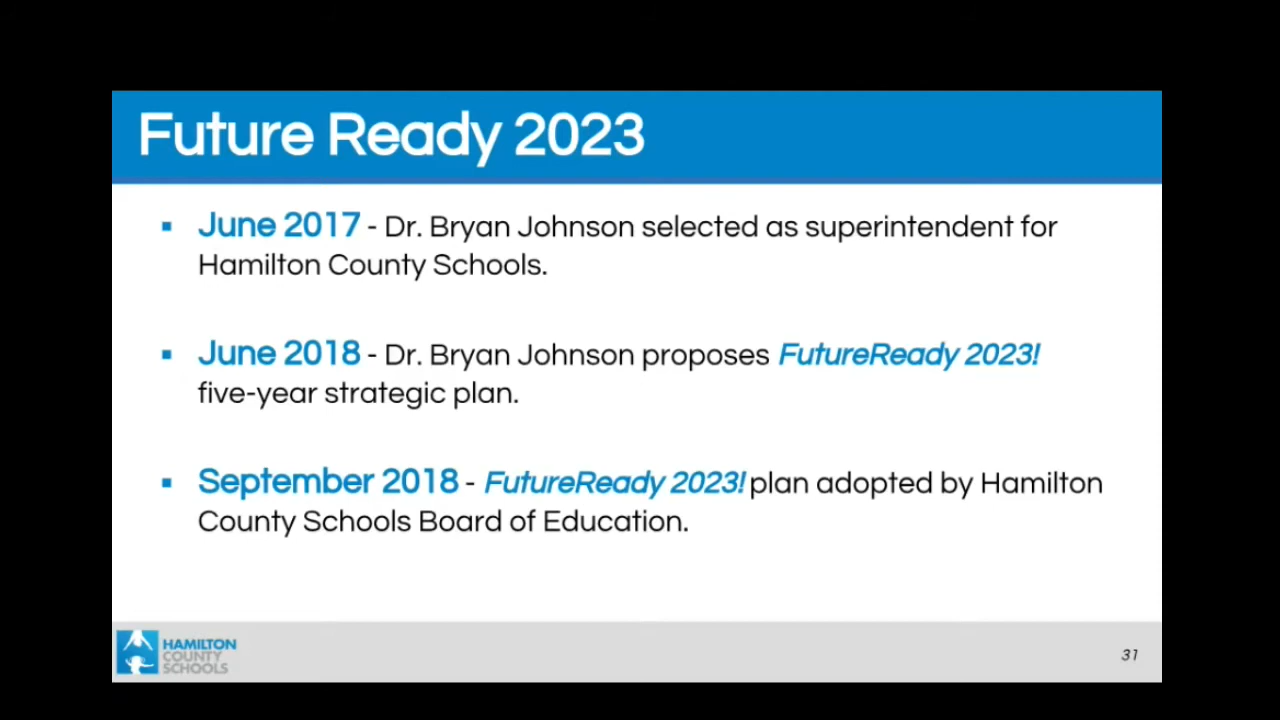 Future Ready 2023
▪ June 2017 - Dr. Bryan Johnson selected as superintendent for
Hamilton County Schools.
▪ June 2018 - Dr. Bryan Johnson proposes FutureReady 2023!
five-year strategic plan.
▪ September 2018 - FutureReady 2023! plan adopted by Hamilton
County Schools Board of Education.
HAMILTON
COUNTY
SCHOOLS
31